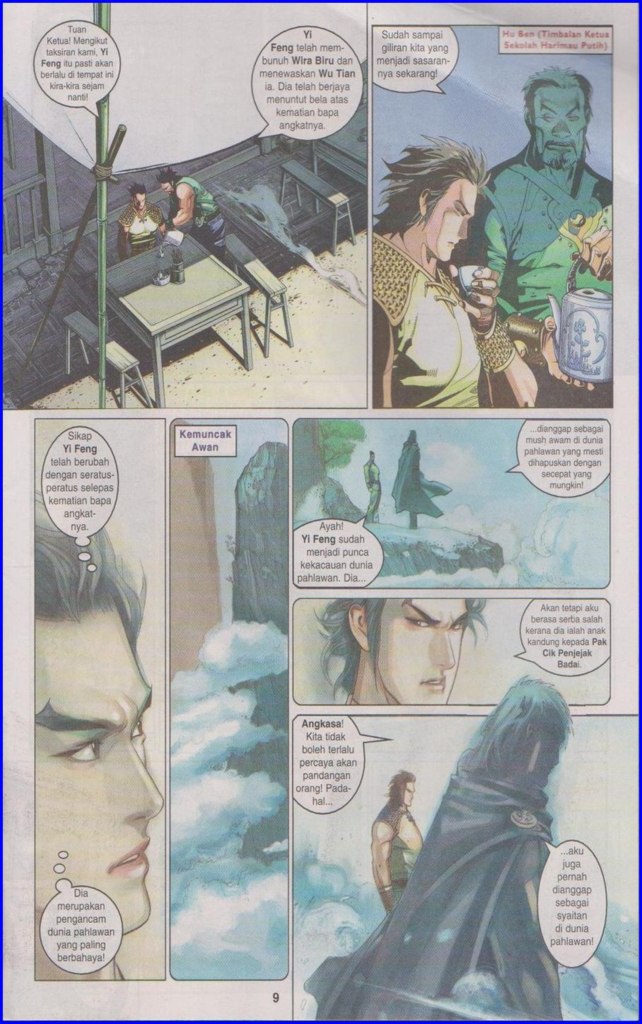 Tuan
Ketua! Mengikut
taksiran kami, Yi
Feng itu pasti akan
berlalu di tempat ini
kira-kira sejam
nanti!
Yi
Feng telah mem-
bunuh Wira Biru dan
menewaskan Wu Tian
ia. Dia telah berjaya
menuntut bela atas
kematian bapa
angkatnya.
Sudah sampai
giliran kita yang
menjadi sasaran-
nya sekarang!
Hu Ben (Timbalan Ketua
Sekolah Harimau Putih)
Sikap
Yi Feng
telah berubah
dengan seratus-
peratus selepas
kematian bapa
angkat-
nya.
Dia
merupakan
pengancam
dunia pahlawan
yang paling
berbahaya!
Kemuncak
Awan
Ayah!
Yi Feng sudah
menjadi punca
kekacauan dunia
pahlawan. Dia...
...dianggap sebagai
mush awam di dunia
pahlawan yang mesti
dihapuskan dengan
secepat yang
mungkin!
Akan tetapi aku
berasa serba salah
kerana dia ialah anak
kandung kepada Pak
Cik Penjejak
Badai.
Angkasa!
Kita tidak
boleh terlalu
percaya akan
pandangan
orang! Pada-
hal...
...aku
juga
pernah
dianggap
sebagai
syaitan
di dunia
pahlawan!
9